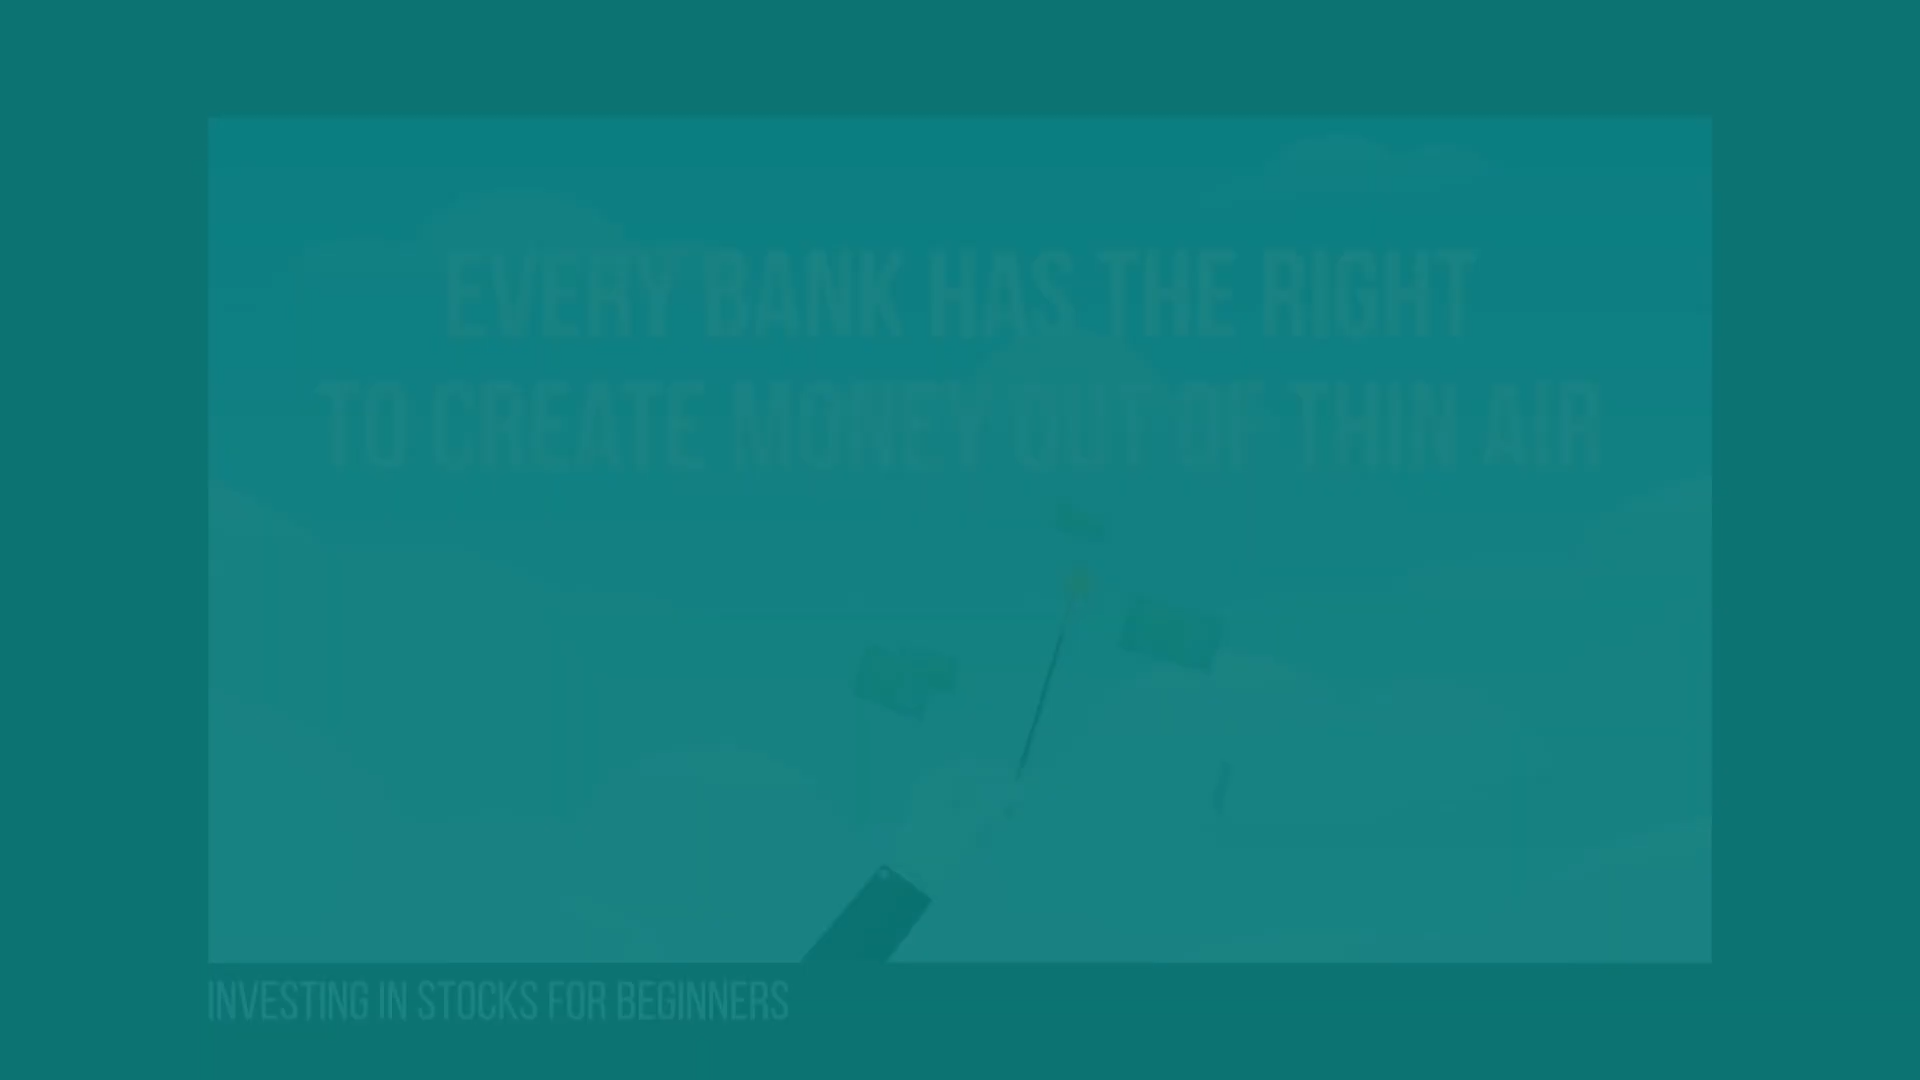 EVERY BANK HAS THE RIGHT
TO CREATE MONEY OUT OF THIN AIR
INVESTING IN STOCKS FOR BEGINNERS